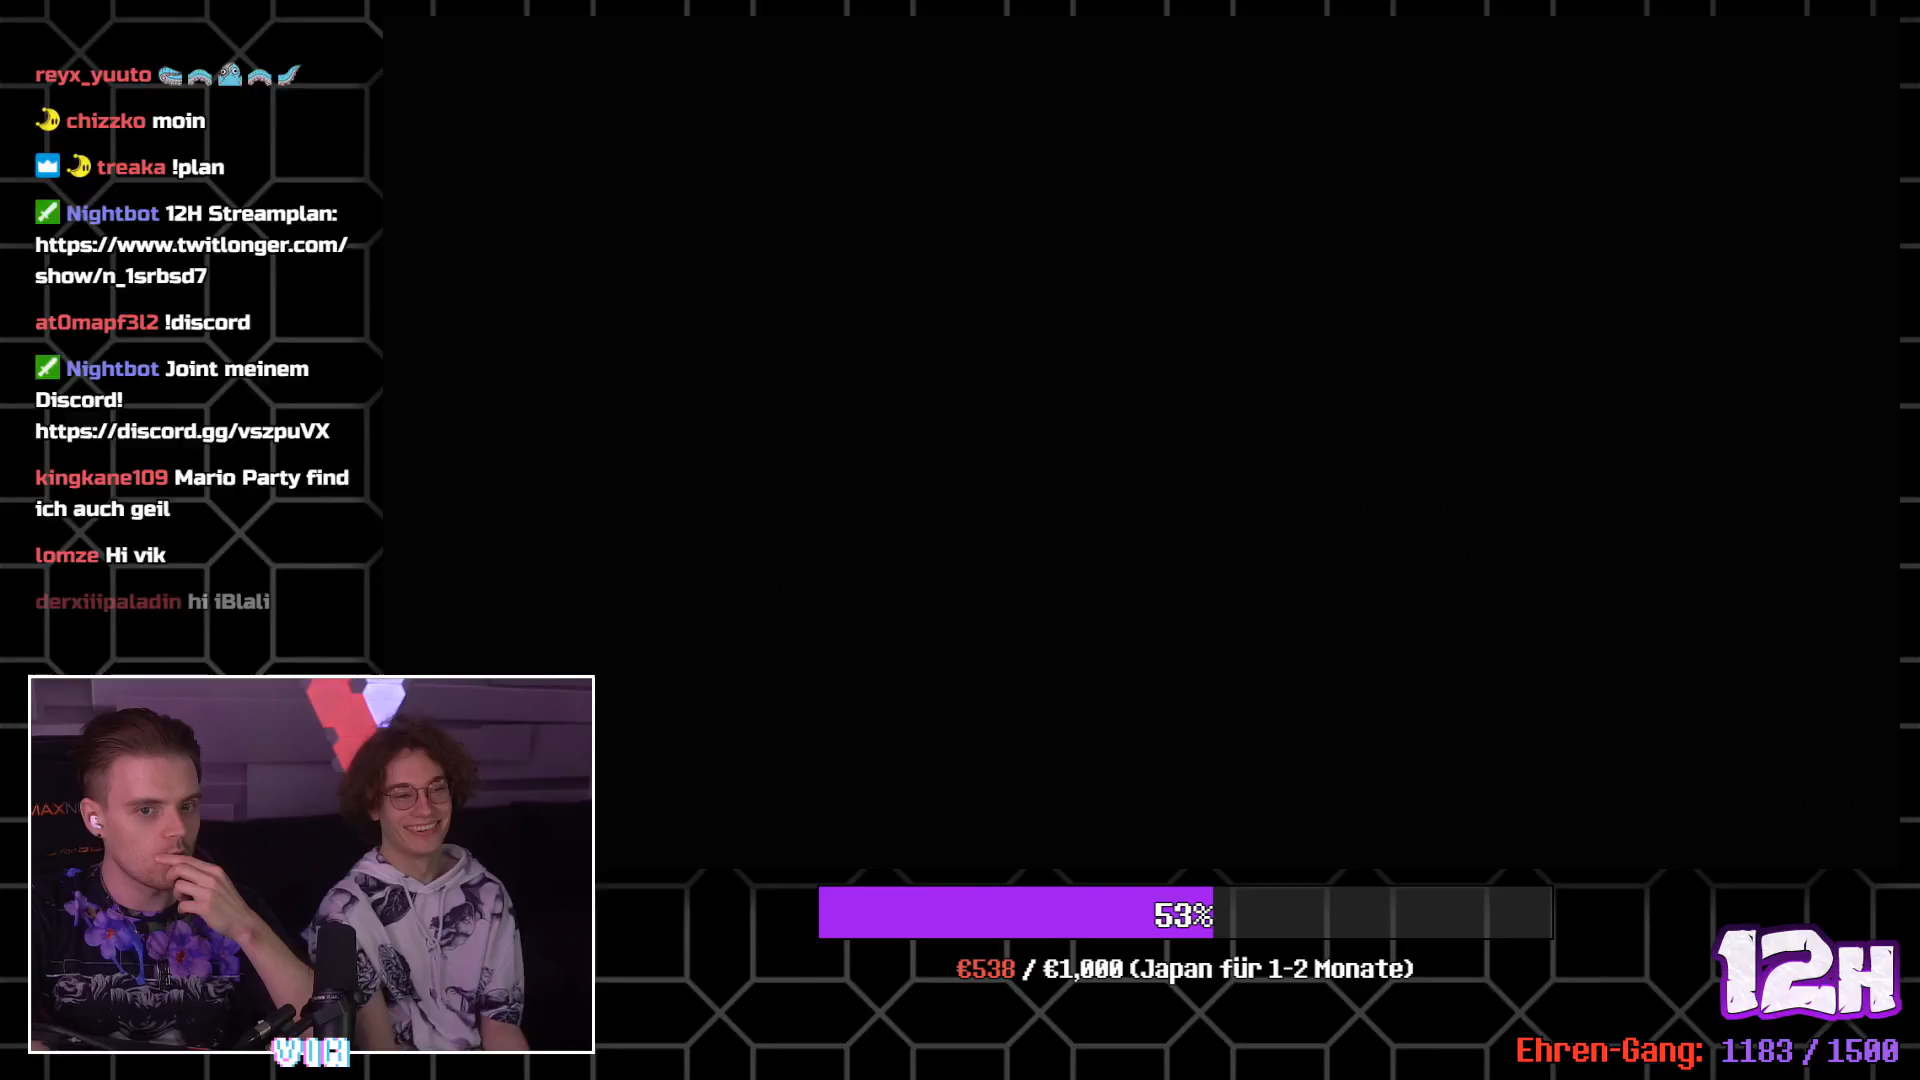 reyx_yuuto
chizzko moin
treaka !plan
Nightbot 12H Streamplan:
https://www.twitlonger.com/
show/n_1srbsd7
at0mapf3l2 !discord
Nightbot Joint meinem
Discord!
https://discord.gg/vszpuVX
kingkane109 Mario Party find
ich auch geil
lomze Hi vik
derxiiipaladin hi iBlali
53%
€538 / €1,000 (Japan für 1-2 Monate)
12H
Ehren-Gang: 1183 / 1500